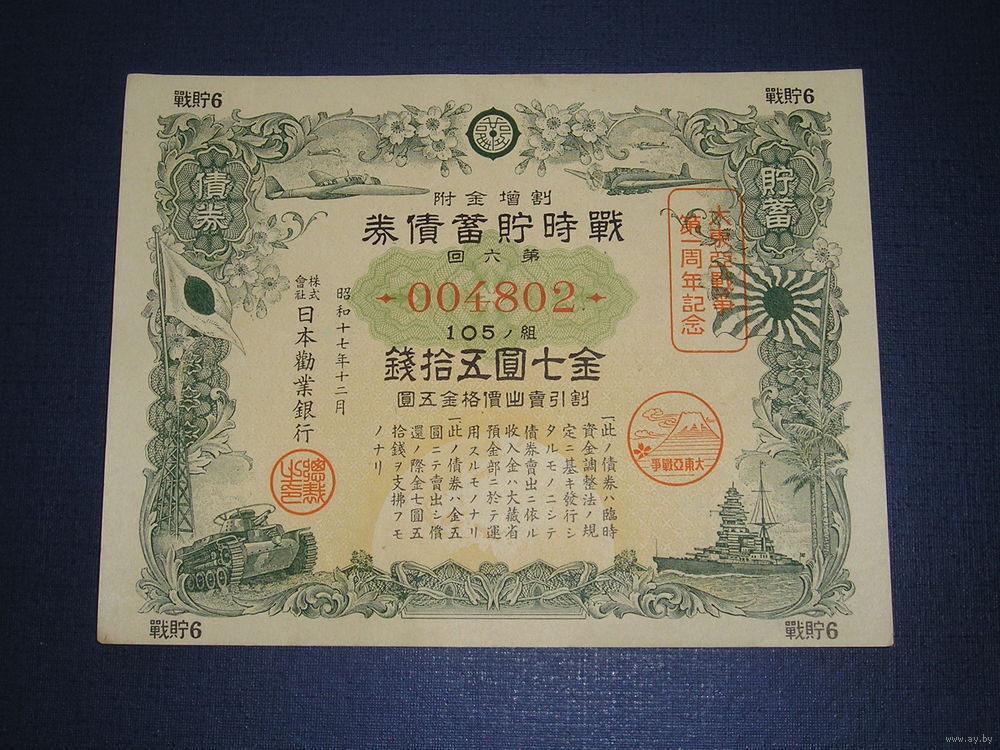 戰貯6
戰貯6
貯蓄
債券
割增金附
戰時貯蓄債券
第六回
004802
105ノ組
金七圓五拾錢
割引賣出價格金五圓
大東亞戰爭
第一周年記念
大東亞戰爭
一此ノ債券ハ臨時
資金調整法ノ規
定ニ基キ發行シ
タルモノニシテ
債券賣出ニ依ル
收入金ハ大藏省
預金部ニ於テ運
用スルモノナリ
一此ノ債券ハ金五
圓ニテ賣出シ償
還ノ際金七圓五
拾錢ヲ支拂フモ
ノナリ
昭和十七年十二月
株式會社日本勸業銀行
總裁之印
戰貯6
戰貯6
www.ay.by